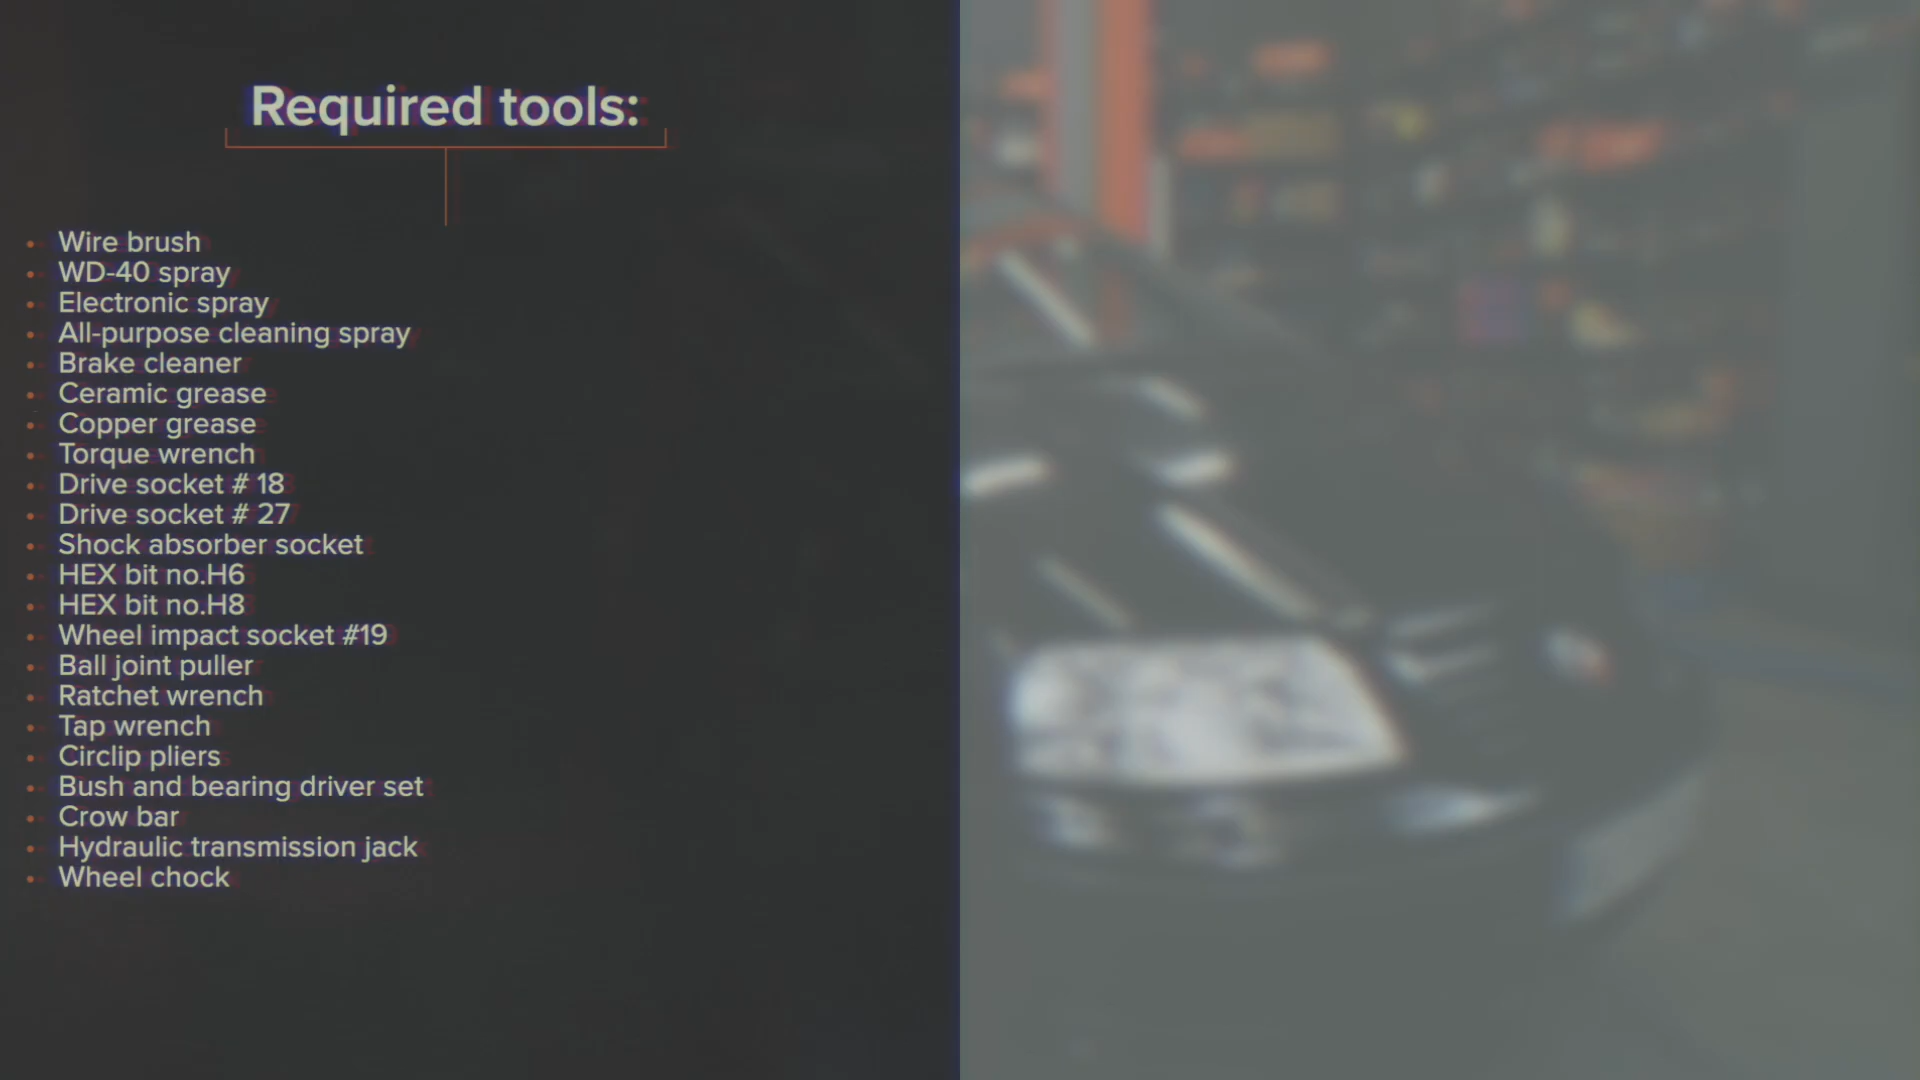 Required tools:
Wire brush
WD-40 spray
Electronic spray
All-purpose cleaning spray
Brake cleaner
Ceramic grease
Copper grease
Torque wrench
Drive socket # 18
Drive socket # 27
Shock absorber socket
HEX bit no.H6
HEX bit no.H8
Wheel impact socket #19
Ball joint puller
Ratchet wrench
Tap wrench
Circlip pliers
Bush and bearing driver set
Crow bar
Hydraulic transmission jack
Wheel chock